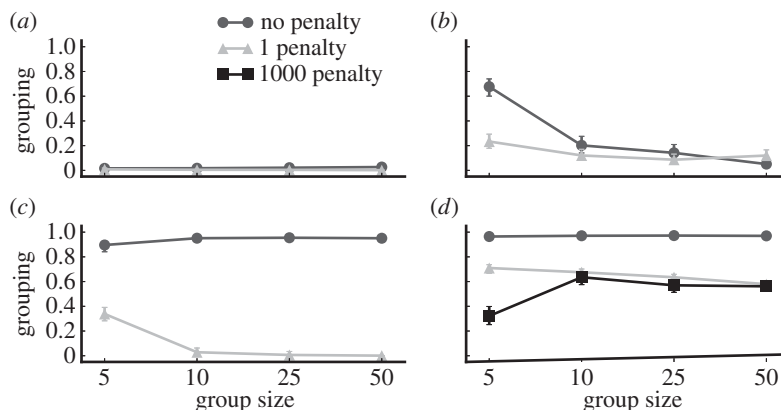 (a)
no penalty
1 penalty
1000 penalty
1.0
0.8
0.6
0.4
0.2
0
grouping
(b)
(c)
1.0
0.8
0.6
0.4
0.2
0
grouping
5 10 25 50
group size
(d)
5 10 25 50
group size